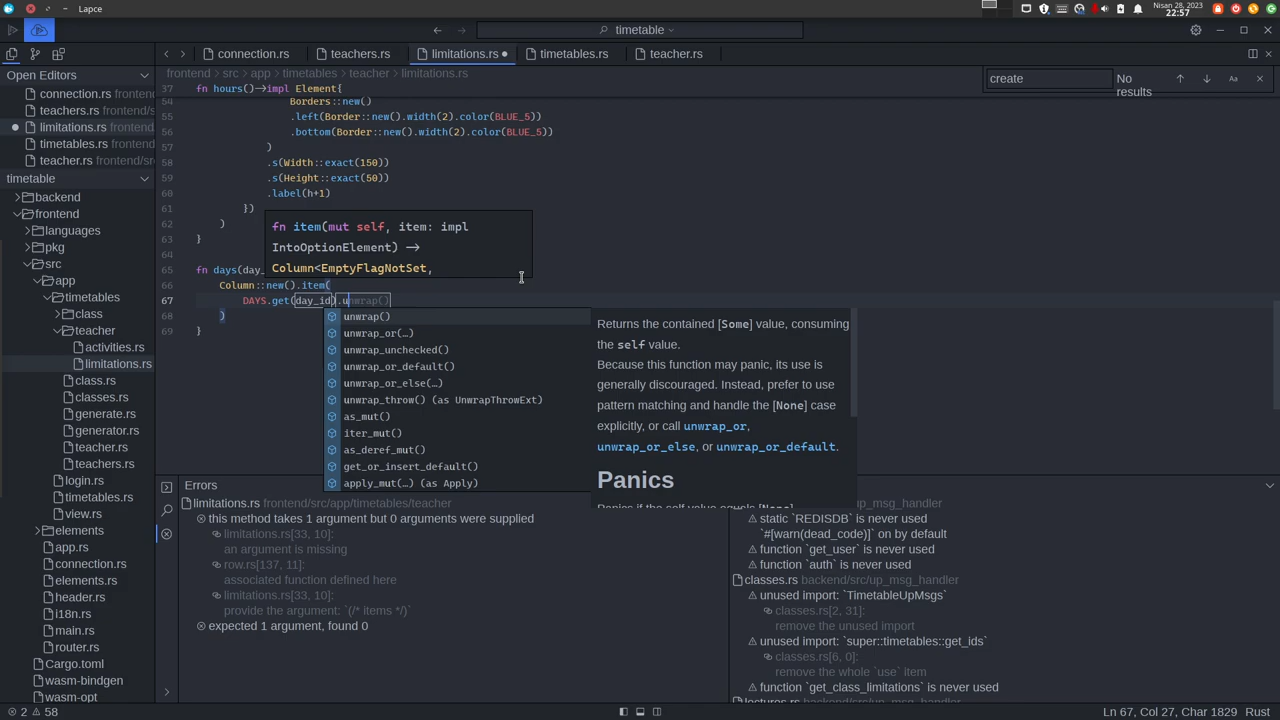 Lapce
Nisan 28, 2023
22:57
timetable
connection.rs
teachers.rs
limitations.rs
timetables.rs
teacher.rs
Open Editors
frontend > src > app > timetables > teacher > limitations.rs
create
No results
Aa
connection.rs frontend
teachers.rs frontend/s
limitations.rs frontend
timetables.rs frontend
teacher.rs frontend/src
timetable
backend
frontend
languages
pkg
src
app
timetables
class
teacher
activities.rs
limitations.rs
class.rs
classes.rs
generate.rs
generator.rs
teacher.rs
teachers.rs
login.rs
timetables.rs
view.rs
elements
app.rs
connection.rs
elements.rs
header.rs
i18n.rs
main.rs
router.rs
Cargo.toml
wasm-bindgen
wasm-opt
37 fn hours()->impl Element{
54 Borders::new()
55 .left(Border::new().width(2).color(BLUE_5))
56 .bottom(Border::new().width(2).color(BLUE_5))
57 )
58 .s(Width::exact(150))
59 .s(Height::exact(50))
60 .label(h+1)
61 })
62 )
63 }
64
65 fn days(day_
66 Column::new().item(
67 DAYS.get(day_id).unwrap()
68 )
69 }
fn item(mut self, item: impl
IntoOptionElement) ->
Column<EmptyFlagNotSet,
unwrap()
unwrap_or(…)
unwrap_unchecked()
unwrap_or_default()
unwrap_or_else(…)
unwrap_throw() (as UnwrapThrowExt)
as_mut()
iter_mut()
as_deref_mut()
get_or_insert_default()
apply_mut(…) (as Apply)
Returns the contained [Some] value, consuming
the self value.
Because this function may panic, its use is
generally discouraged. Instead, prefer to use
pattern matching and handle the [None] case
explicitly, or call unwrap_or,
unwrap_or_else, or unwrap_or_default.
Panics
Errors
limitations.rs frontend/src/app/timetables/teacher
this method takes 1 argument but 0 arguments were supplied
limitations.rs[33, 10]:
an argument is missing
row.rs[137, 11]:
associated function defined here
limitations.rs[33, 10]:
provide the argument: `(/* items */)`
expected 1 argument, found 0
up_msg_handler
static `REDISDB` is never used
`#[warn(dead_code)]` on by default
function `get_user` is never used
function `auth` is never used
classes.rs backend/src/up_msg_handler
unused import: `TimetableUpMsgs`
classes.rs[2, 31]:
remove the unused import
unused import: `super::timetables::get_ids`
classes.rs[6, 0]:
remove the whole `use` item
function `get_class_limitations` is never used
2 58
Ln 67, Col 27, Char 1829 Rust